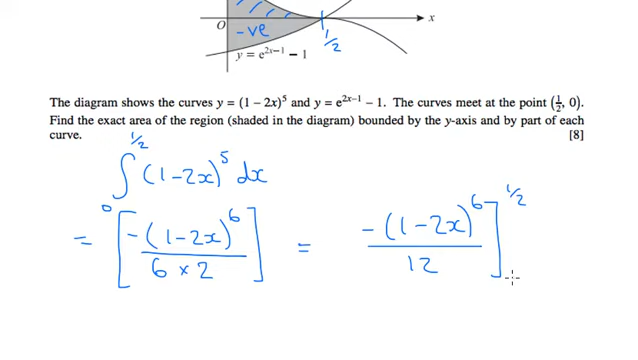 O x
-ve
1/2
y = e^{2x−1} − 1
The diagram shows the curves y = (1 − 2x)^5 and y = e^{2x−1} − 1. The curves meet at the point (1/2, 0).
Find the exact area of the region (shaded in the diagram) bounded by the y-axis and by part of each
curve. [8]
∫_0^{1/2} (1-2x)^5 dx
= [-(1-2x)^6 / 6 × 2] = -(1-2x)^6 / 12 ]^{1/2}